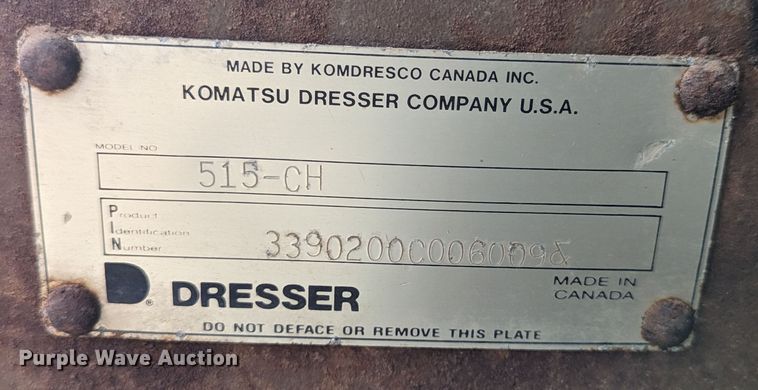 MADE BY KOMDRESCO CANADA INC.
KOMATSU DRESSER COMPANY U.S.A.
MODEL NO
515-CH
Product
Identification
Number
3390200C006009&
MADE IN
CANADA
D® DRESSER
DO NOT DEFACE OR REMOVE THIS PLATE
Purple Wave Auction